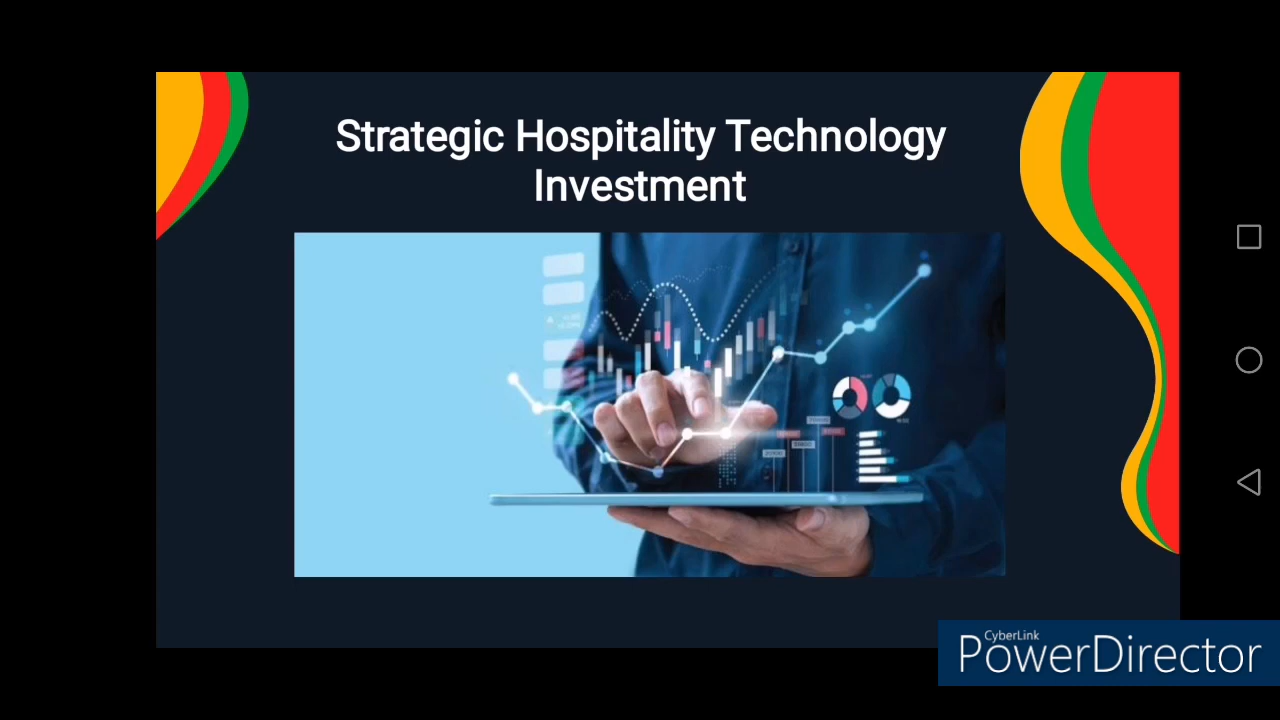 Strategic Hospitality Technology
Investment
CyberLink
PowerDirector